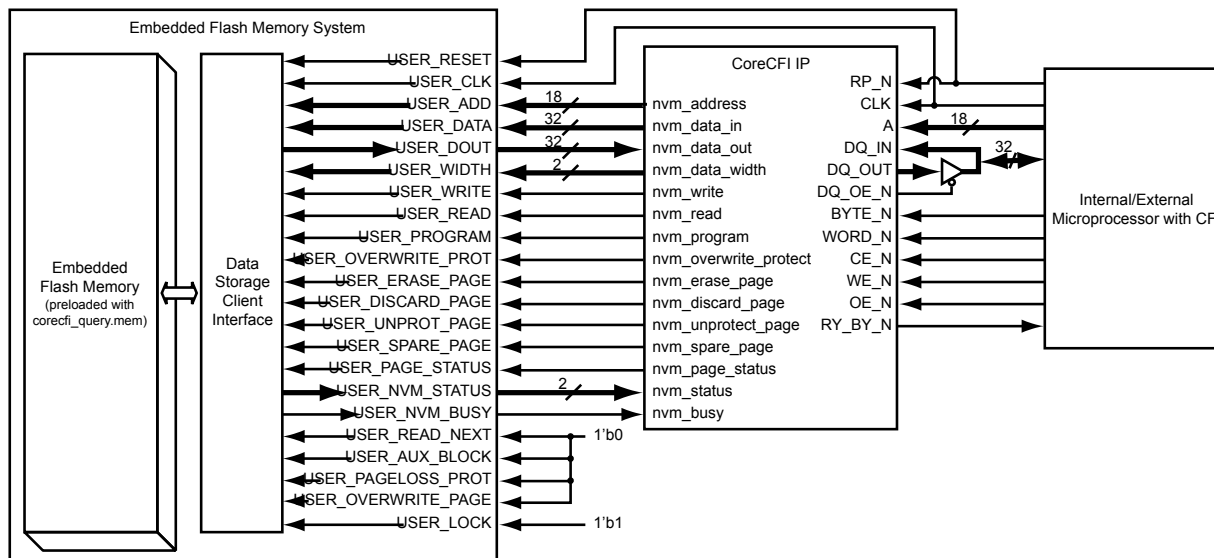 Embedded Flash Memory System
Embedded
Flash Memory
(preloaded with
corecfi_query.mem)
Data
Storage
Client
Interface
USER_RESET
USER_CLK
USER_ADD
USER_DATA
USER_DOUT
USER_WIDTH
USER_WRITE
USER_READ
USER_PROGRAM
USER_OVERWRITE_PROT
USER_ERASE_PAGE
USER_DISCARD_PAGE
USER_UNPROT_PAGE
USER_SPARE_PAGE
USER_PAGE_STATUS
USER_NVM_STATUS
USER_NVM_BUSY
USER_READ_NEXT
USER_AUX_BLOCK
USER_PAGELOSS_PROT
USER_OVERWRITE_PAGE
USER_LOCK
18
32
32
2
2
1'b0
1'b1
CoreCFI IP
nvm_address
nvm_data_in
nvm_data_out
nvm_data_width
nvm_write
nvm_read
nvm_program
nvm_overwrite_protect
nvm_erase_page
nvm_discard_page
nvm_unprotect_page
nvm_spare_page
nvm_page_status
nvm_status
nvm_busy
RP_N
CLK
A
DQ_IN
DQ_OUT
DQ_OE_N
BYTE_N
WORD_N
CE_N
WE_N
OE_N
RY_BY_N
18
32
Internal/External
Microprocessor with CF